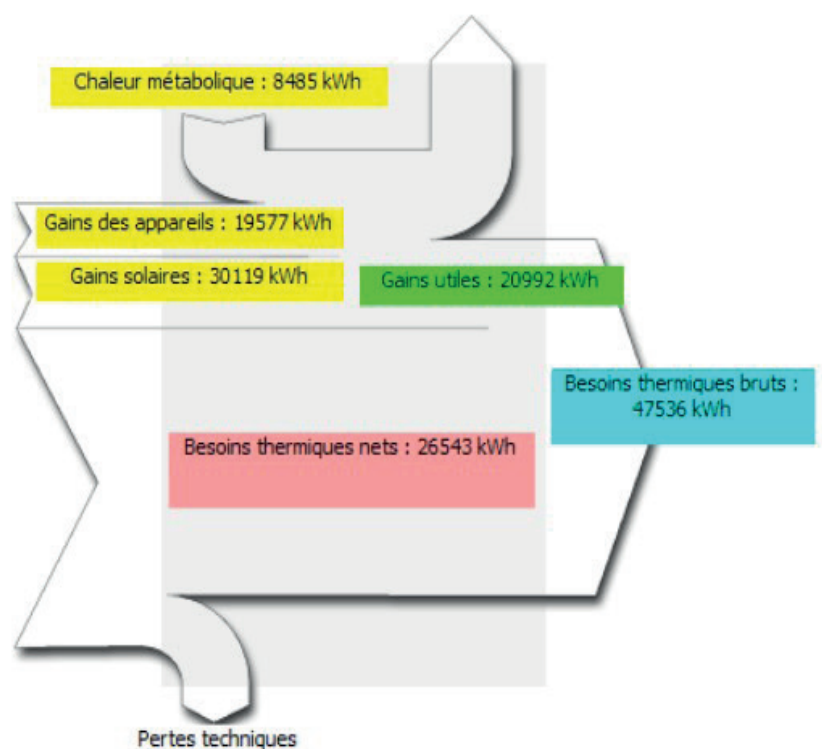 Chaleur métabolique : 8485 kWh
Gains des appareils : 19577 kWh
Gains solaires : 30119 kWh
Gains utiles : 20992 kWh
Besoins thermiques bruts :
47536 kWh
Besoins thermiques nets : 26543 kWh
Pertes techniques